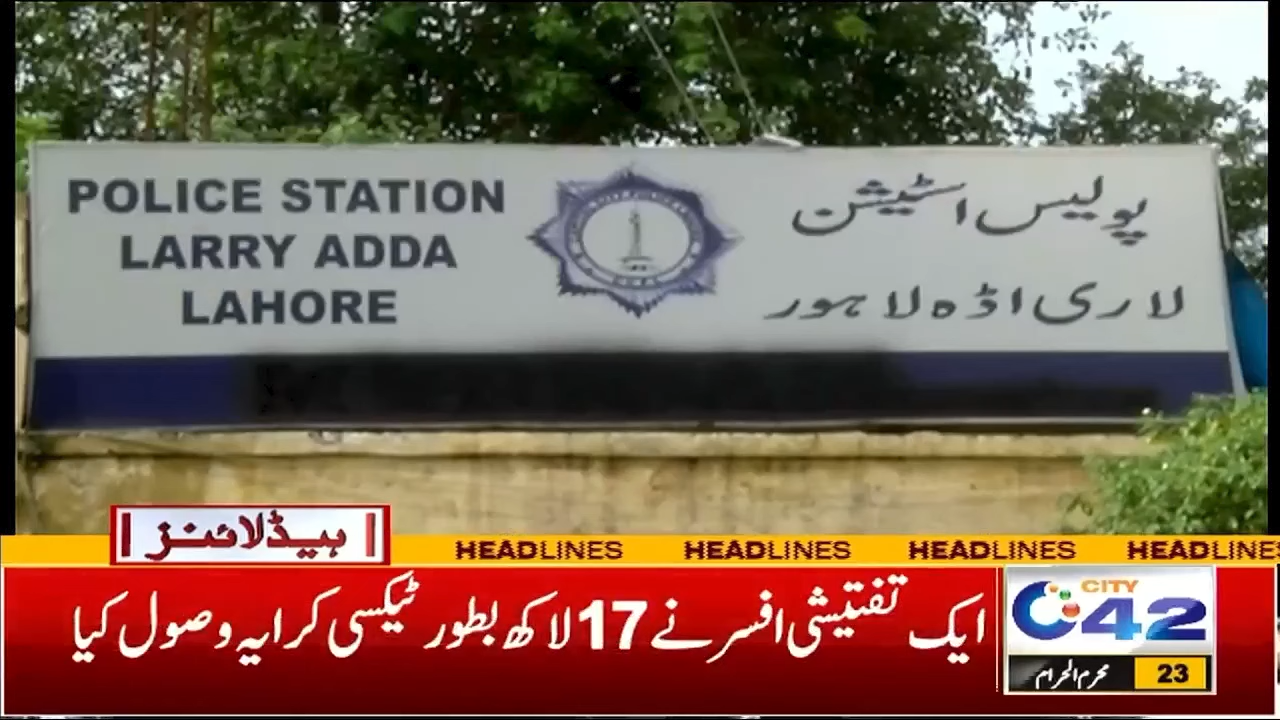 POLICE STATION
LARRY ADDA
LAHORE
پولیس اسٹیشن
لاری اڈہ لاہور
ہیڈلائنز
HEADLINES HEADLINES HEADLINES HEADLINES
ایک تفتیشی افسر نے 17 لاکھ بطور ٹیکسی کرایہ وصول کیا
CITY
42
محرم الحرام 23